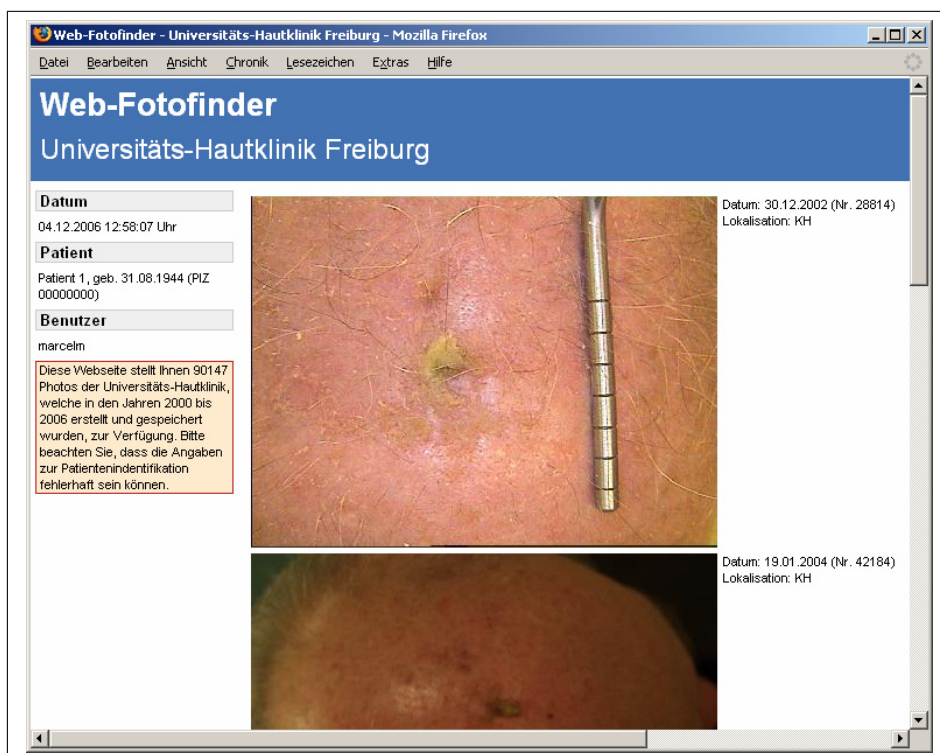 Web-Fotofinder - Universitäts-Hautklinik Freiburg - Mozilla Firefox
Datei Bearbeiten Ansicht Chronik Lesezeichen Extras Hilfe
Web-Fotofinder
Universitäts-Hautklinik Freiburg
Datum
04.12.2006 12:58:07 Uhr
Patient
Patient 1, geb. 31.08.1944 (PIZ
00000000)
Benutzer
marcelm
Diese Webseite stellt Ihnen 90147
Photos der Universitäts-Hautklinik,
welche in den Jahren 2000 bis
2006 erstellt und gespeichert
wurden, zur Verfügung. Bitte
beachten Sie, dass die Angaben
zur Patientenindentifikation
fehlerhaft sein können.
Datum: 30.12.2002 (Nr. 28814)
Lokalisation: KH
Datum: 19.01.2004 (Nr. 42184)
Lokalisation: KH